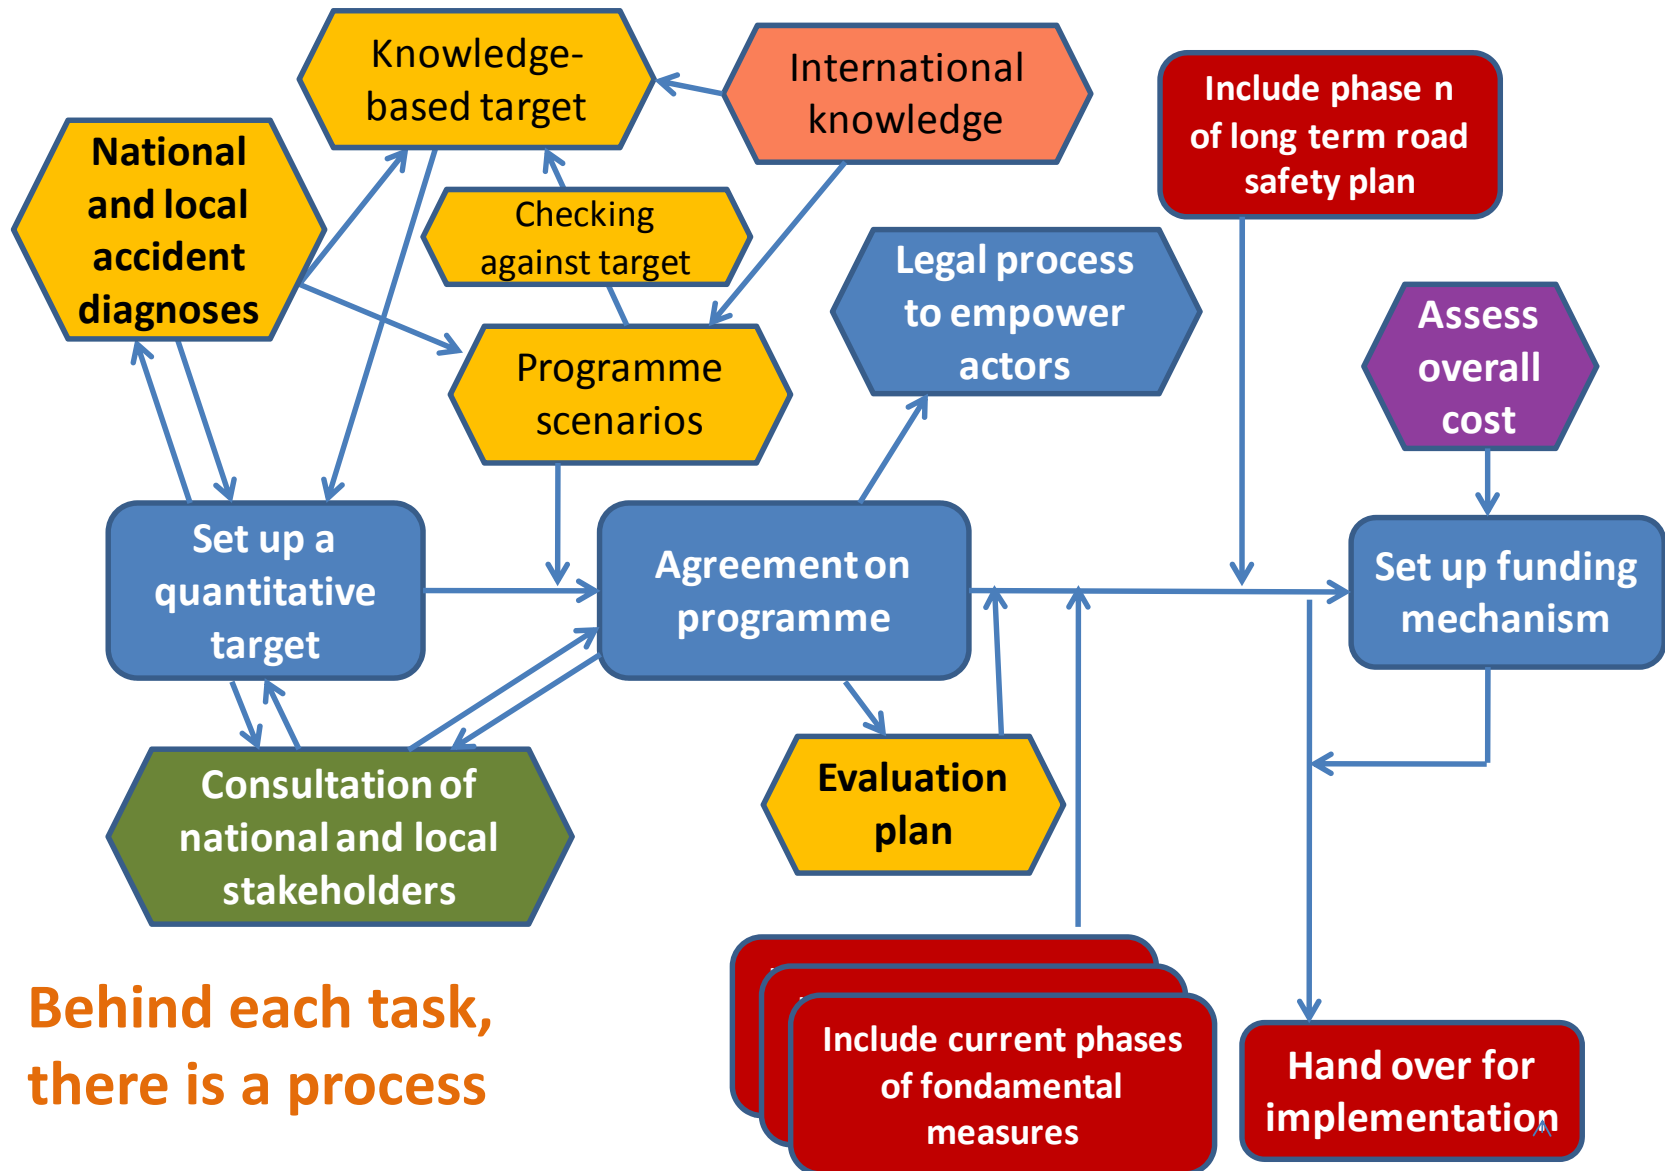 Knowledge-
based target
International
knowledge
Include phase n
of long term road
safety plan
National
and local
accident
diagnoses
Checking
against target
Legal process
to empower
actors
Assess
overall
cost
Programme
scenarios
Set up a
quantitative
target
Agreement on
programme
Set up funding
mechanism
Consultation of
national and local
stakeholders
Evaluation
plan
Behind each task,
there is a process
Include current phases
of fondamental
measures
Hand over for
implementation